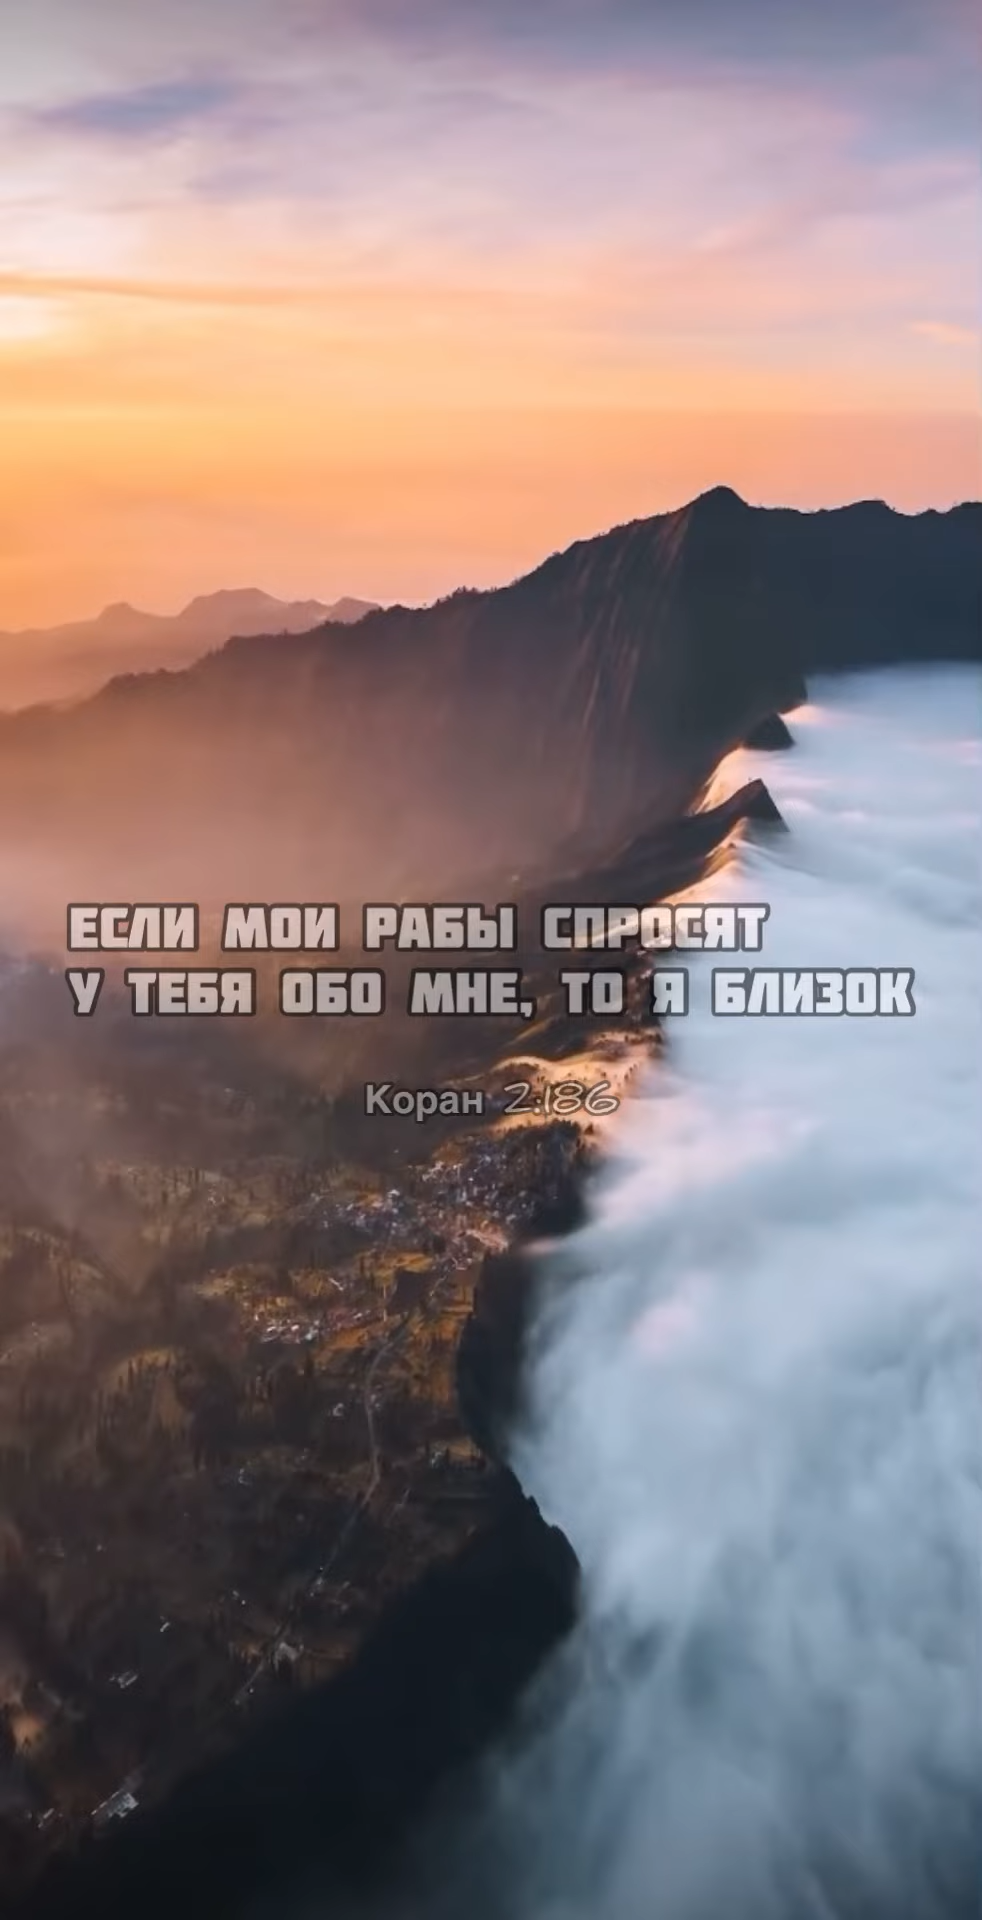 ЕСЛИ МОИ РАБЫ СПРОСЯТ
У ТЕБЯ ОБО МНЕ, ТО Я БЛИЗОК
Коран 2:186